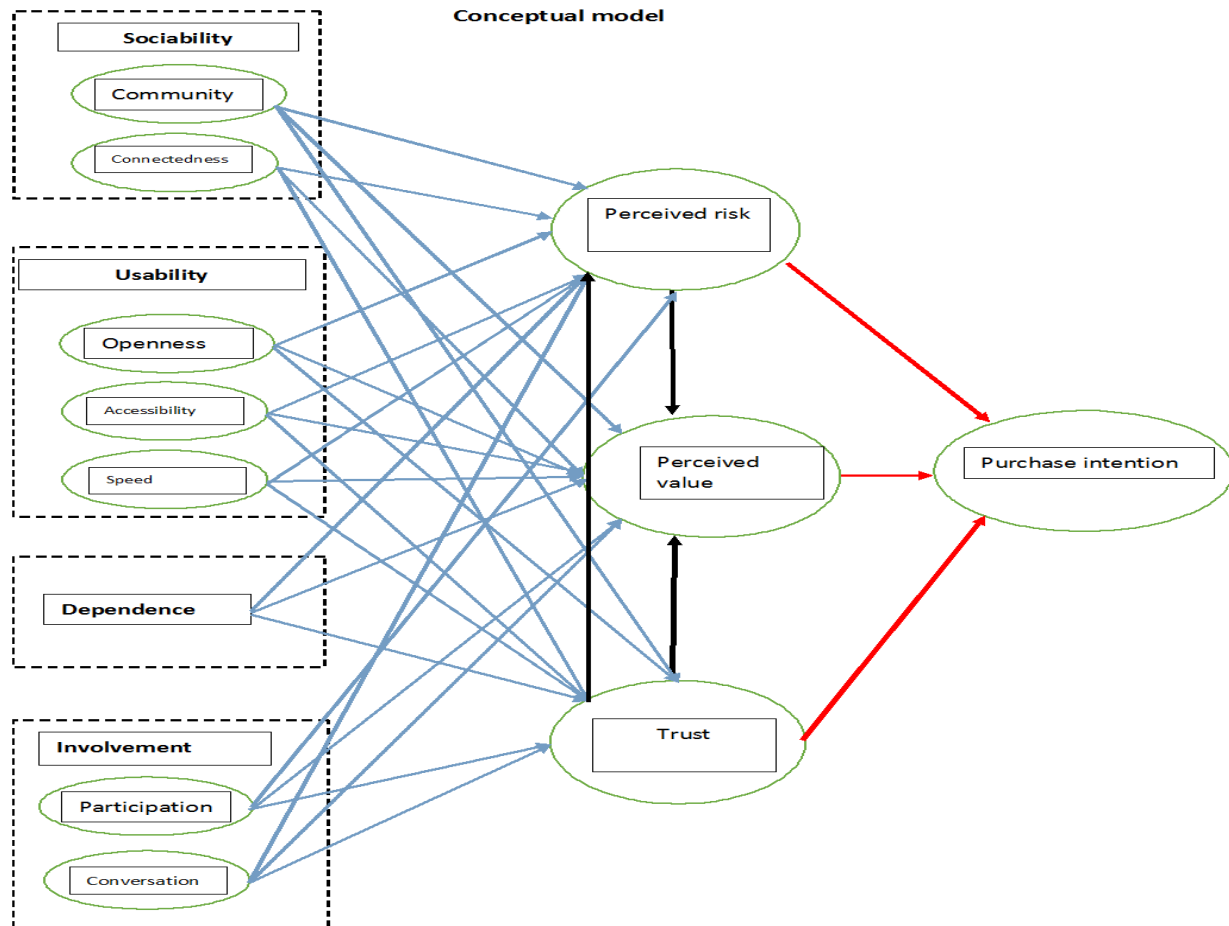 Conceptual model
Sociability
Community
Connectedness
Usability
Openness
Accessibility
Speed
Dependence
Involvement
Participation
Conversation
Perceived risk
Perceived
value
Trust
Purchase intention